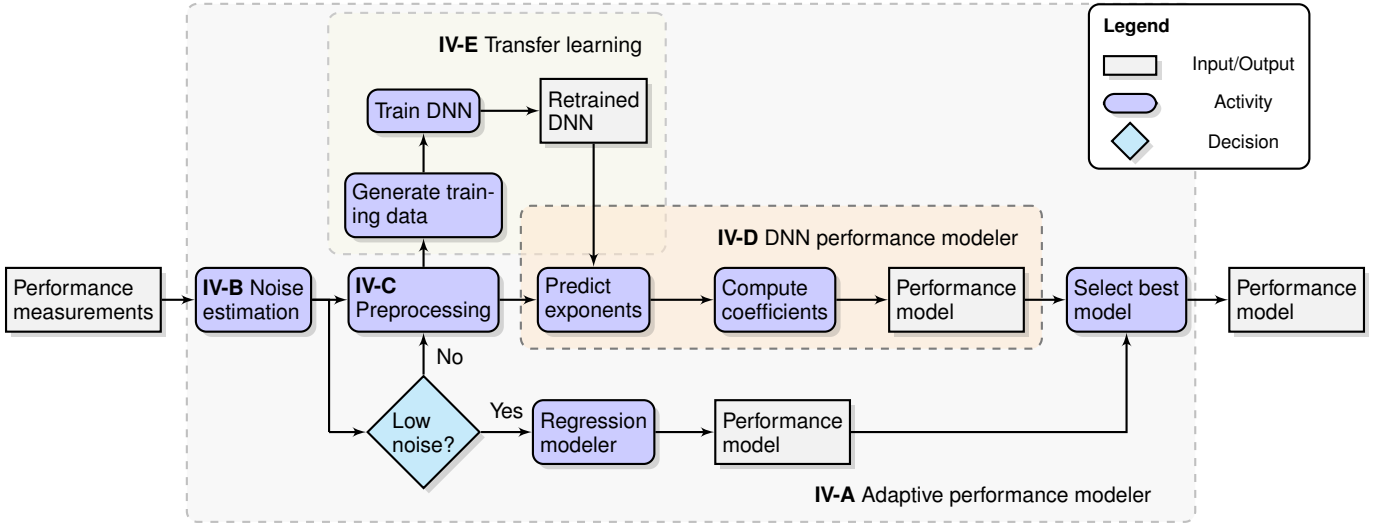 Legend
Input/Output
Activity
Decision
IV-E Transfer learning
Train DNN
Retrained
DNN
Generate train-
ing data
IV-D DNN performance modeler
Performance
measurements
IV-B Noise
estimation
IV-C
Preprocessing
Predict
exponents
Compute
coefficients
Performance
model
Select best
model
Performance
model
No
Low
noise?
Yes
Regression
modeler
Performance
model
IV-A Adaptive performance modeler